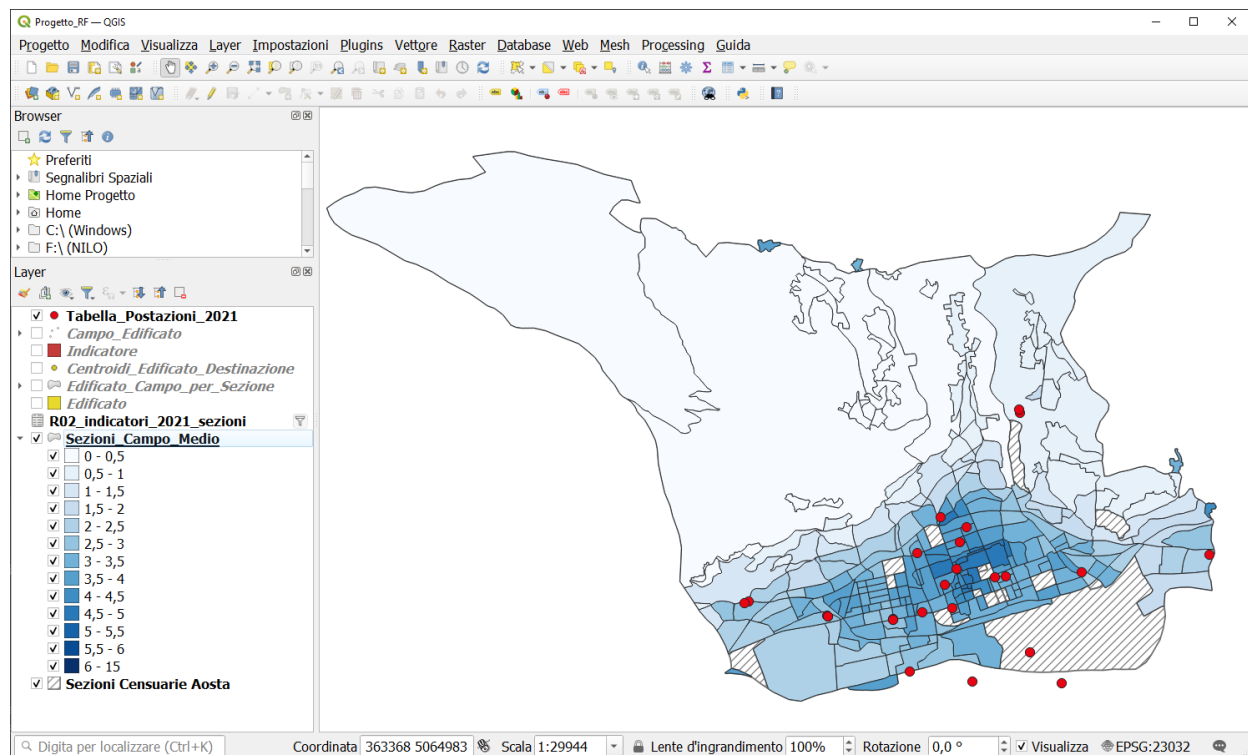 Progetto_RF — QGIS
Progetto Modifica Visualizza Layer Impostazioni Plugins Vettore Raster Database Web Mesh Processing Guida
Browser
Preferiti
Segnalibri Spaziali
Home Progetto
Home
C:\ (Windows)
F:\ (NILO)
Layer
Tabella_Postazioni_2021
Campo_Edificato
Indicatore
Centroidi_Edificato_Destinazione
Edificato_Campo_per_Sezione
Edificato
R02_indicatori_2021_sezioni
Sezioni_Campo_Medio
0 - 0,5
0,5 - 1
1 - 1,5
1,5 - 2
2 - 2,5
2,5 - 3
3 - 3,5
3,5 - 4
4 - 4,5
4,5 - 5
5 - 5,5
5,5 - 6
6 - 15
Sezioni Censuarie Aosta
Digita per localizzare (Ctrl+K) Coordinata 363368 5064983 Scala 1:29944 Lente d'ingrandimento 100% Rotazione 0,0 ° Visualizza EPSG:23032